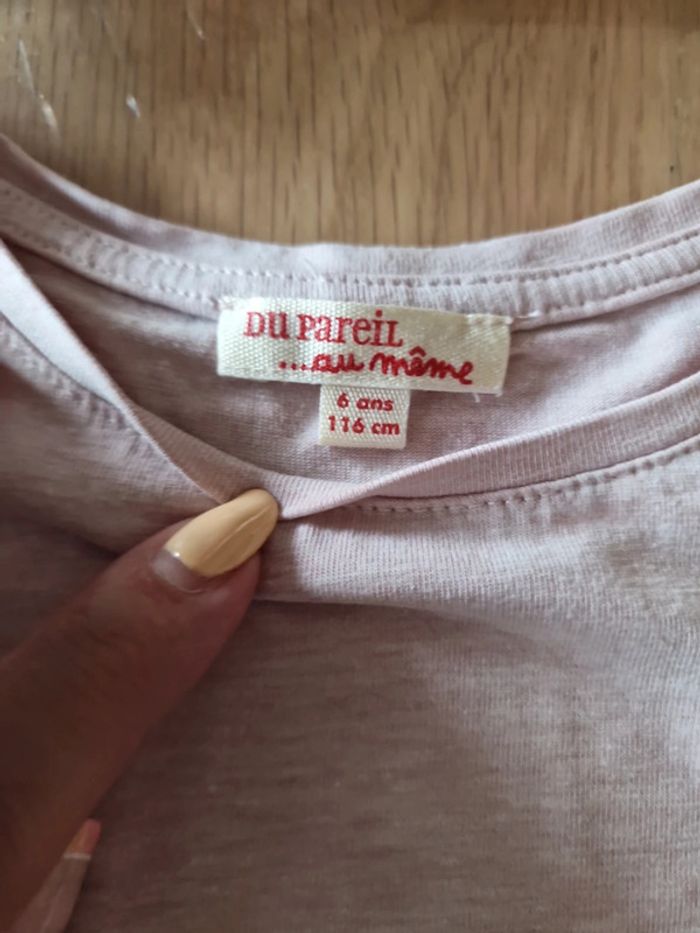 DU PAREIL
...au même
6 ans
116 cm